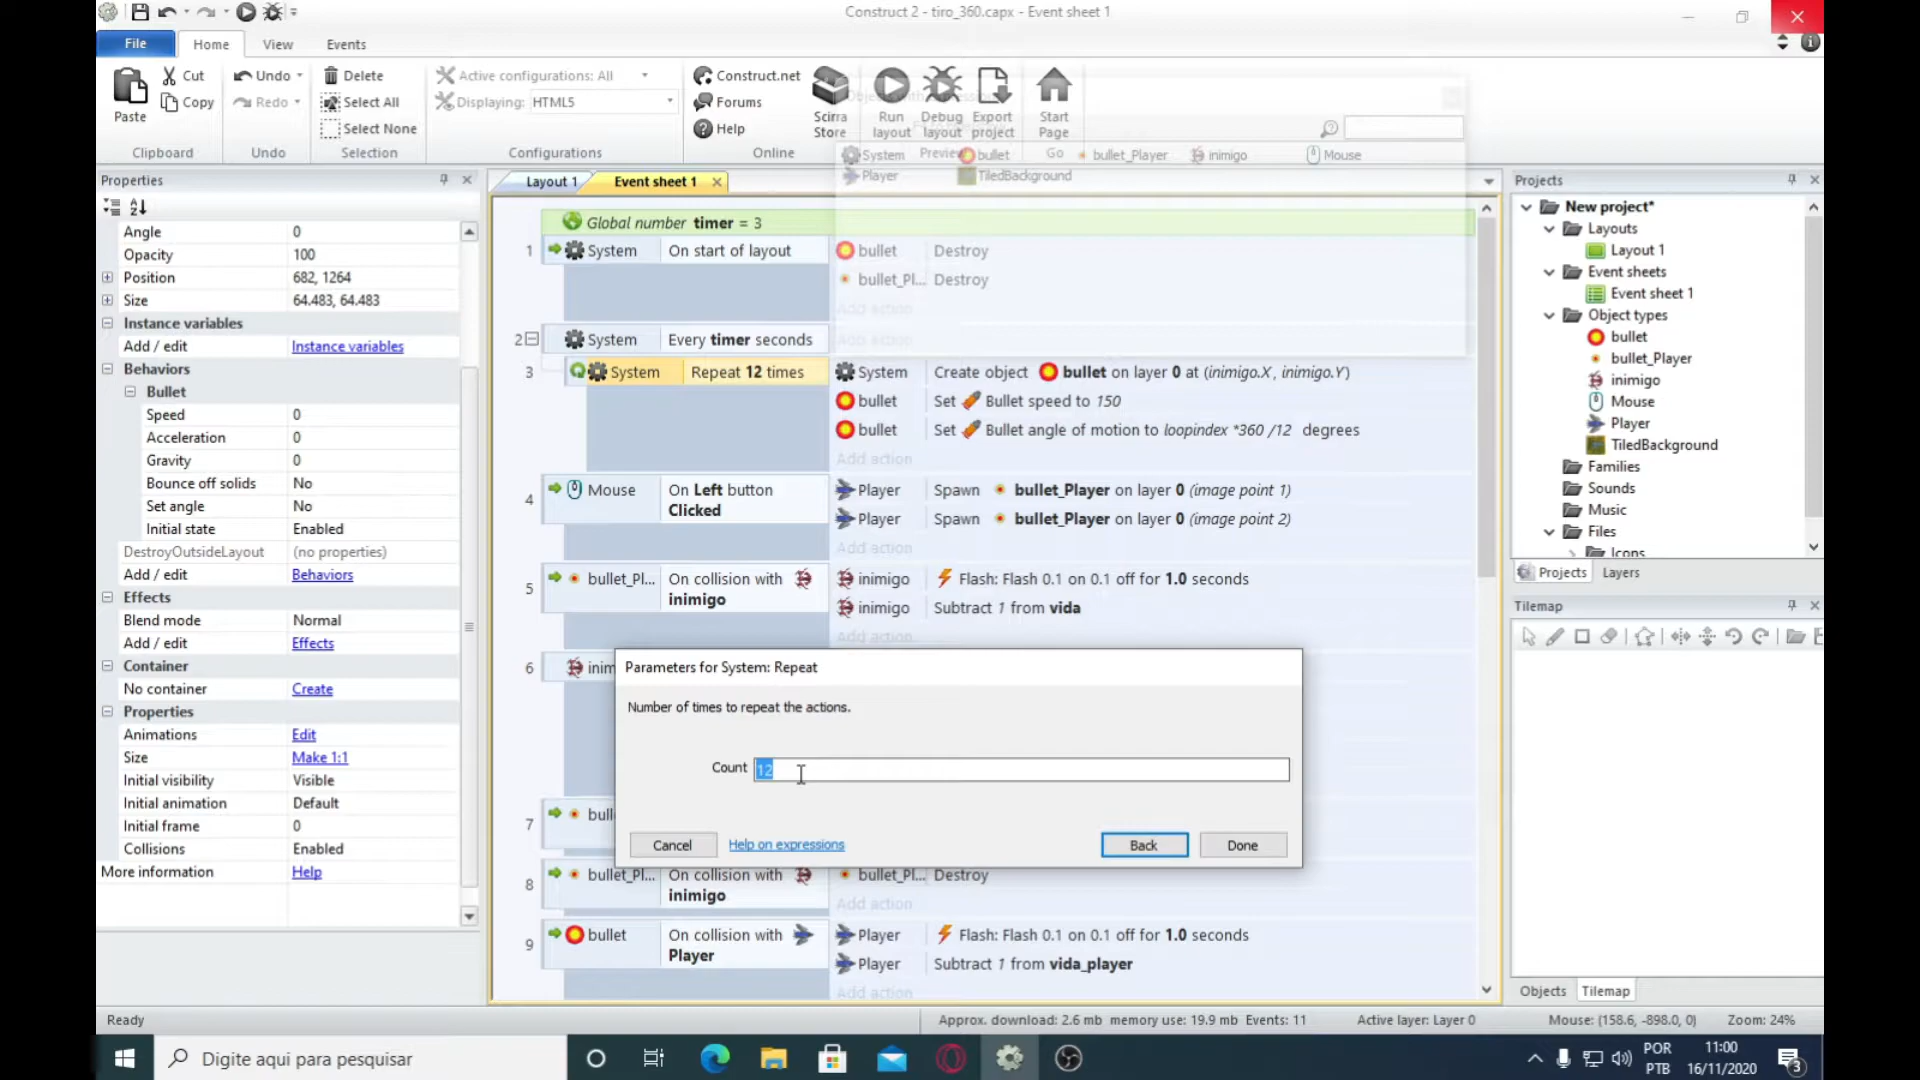 Construct 2 - tiro_360.capx - Event sheet 1
File
Home
View
Events
Paste
Cut
Copy
Clipboard
Undo
Redo
Undo
Delete
Select All
Select None
Selection
Active configurations: All
Displaying: HTML5
Configurations
Construct.net
Forums
Help
Online
Scirra Store
Run layout
Debug layout
Export project
Preview
Start Page
Go
System
bullet
bullet_Player
inimigo
Mouse
Player
TiledBackground
Properties
Angle 0
Opacity 100
Position 682, 1264
Size 64.483, 64.483
Instance variables
Add / edit Instance variables
Behaviors
Bullet
Speed 0
Acceleration 0
Gravity 0
Bounce off solids No
Set angle No
Initial state Enabled
DestroyOutsideLayout (no properties)
Add / edit Behaviors
Effects
Blend mode Normal
Add / edit Effects
Container
No container Create
Properties
Animations Edit
Size Make 1:1
Initial visibility Visible
Initial animation Default
Initial frame 0
Collisions Enabled
More information Help
Layout 1
Event sheet 1
Global number timer = 3
1 System On start of layout bullet Destroy
bullet_Pl... Destroy
Add action
2 System Every timer seconds Add action
3 System Repeat 12 times System Create object bullet on layer 0 at (inimigo.X, inimigo.Y)
bullet Set Bullet speed to 150
bullet Set Bullet angle of motion to loopindex *360 /12 degrees
Add action
4 Mouse On Left button Clicked Player Spawn bullet_Player on layer 0 (image point 1)
Player Spawn bullet_Player on layer 0 (image point 2)
Add action
5 bullet_Pl... On collision with inimigo inimigo Flash: Flash 0.1 on 0.1 off for 1.0 seconds
inimigo Subtract 1 from vida
Add action
6 inim
Parameters for System: Repeat
Number of times to repeat the actions.
Count 12
Cancel
Help on expressions
Back
Done
7 bull
8 bullet_Pl... On collision with inimigo bullet_Pl... Destroy
Add action
9 bullet On collision with Player Player Flash: Flash 0.1 on 0.1 off for 1.0 seconds
Player Subtract 1 from vida_player
Add action
Projects
New project*
Layouts
Layout 1
Event sheets
Event sheet 1
Object types
bullet
bullet_Player
inimigo
Mouse
Player
TiledBackground
Families
Sounds
Music
Files
Icons
Projects
Layers
Tilemap
Objects
Tilemap
Ready
Approx. download: 2.6 mb memory use: 19.9 mb Events: 11
Active layer: Layer 0
Mouse: (158.6, -898.0, 0)
Zoom: 24%
Digite aqui para pesquisar
POR
PTB
11:00
16/11/2020
3